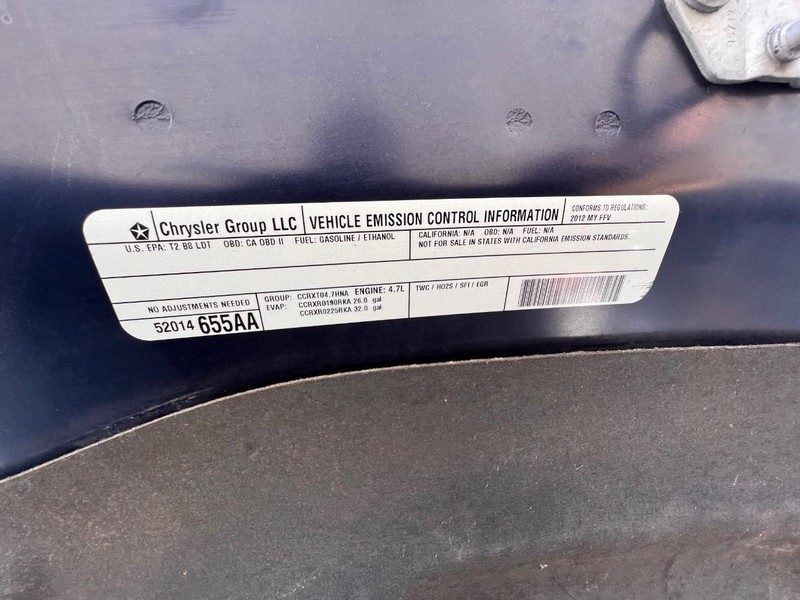 Chrysler Group LLC VEHICLE EMISSION CONTROL INFORMATION
CONFORMS TO REGULATIONS:
2012 MY FFV
U.S. EPA: T2 B8 LDT OBD: CA OBD II FUEL: GASOLINE / ETHANOL
CALIFORNIA: N/A OBD: N/A FUEL: N/A
NOT FOR SALE IN STATES WITH CALIFORNIA EMISSION STANDARDS.
NO ADJUSTMENTS NEEDED
52014 655AA
GROUP: CCRXT04.7HNA ENGINE: 4.7L
EVAP: CCRXR0190RKA 26.0 gal
CCRXR0225RKA 32.0 gal
TWC / HO2S / SFI / EGR